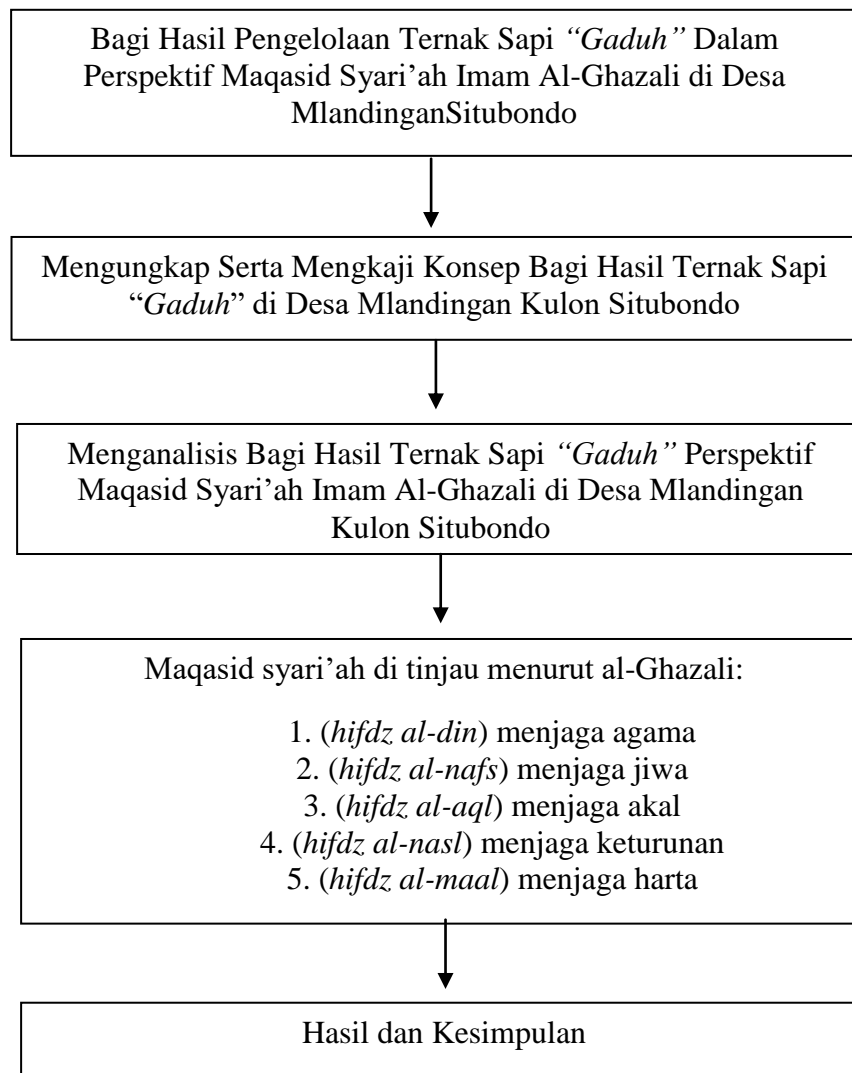 Bagi Hasil Pengelolaan Ternak Sapi “Gaduh” Dalam
Perspektif Maqasid Syari’ah Imam Al-Ghazali di Desa
MlandinganSitubondo
Mengungkap Serta Mengkaji Konsep Bagi Hasil Ternak Sapi
“Gaduh” di Desa Mlandingan Kulon Situbondo
Menganalisis Bagi Hasil Ternak Sapi “Gaduh” Perspektif
Maqasid Syari’ah Imam Al-Ghazali di Desa Mlandingan
Kulon Situbondo
Maqasid syari’ah di tinjau menurut al-Ghazali:
1. (hifdz al-din) menjaga agama
2. (hifdz al-nafs) menjaga jiwa
3. (hifdz al-aql) menjaga akal
4. (hifdz al-nasl) menjaga keturunan
5. (hifdz al-maal) menjaga harta
Hasil dan Kesimpulan